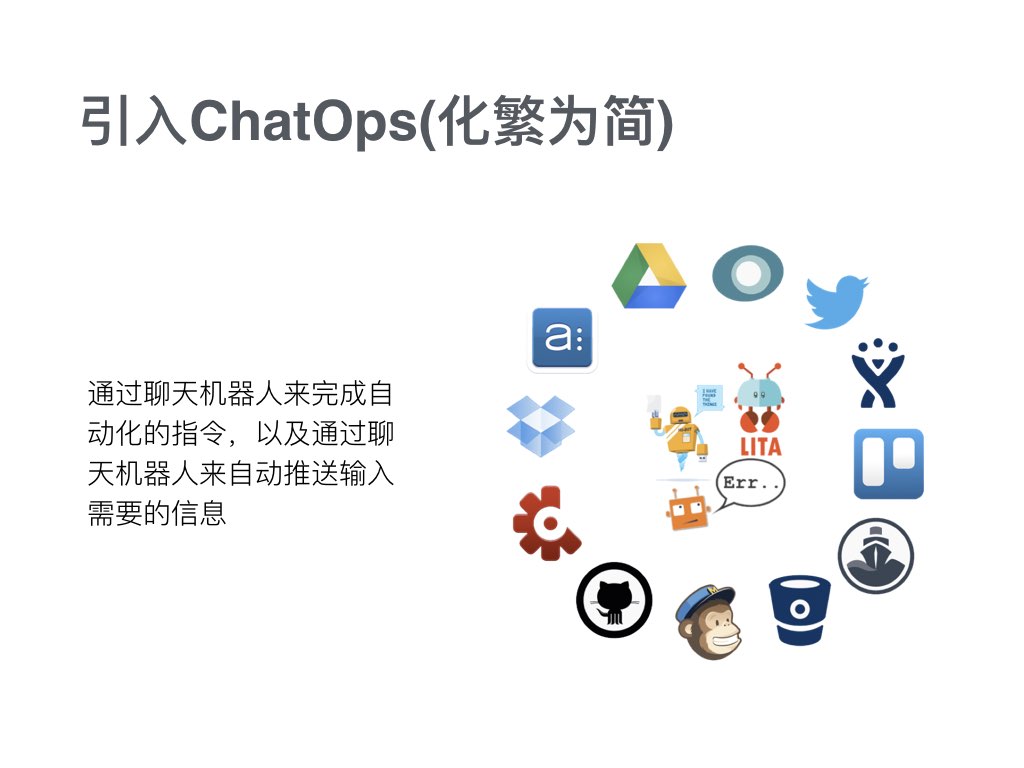 引入ChatOps(化繁为简)
通过聊天机器人来完成自
动化的指令，以及通过聊
天机器人来自动推送输入
需要的信息
a:
I HAVE
FOUND
THE
THINGS
LITA
Err..